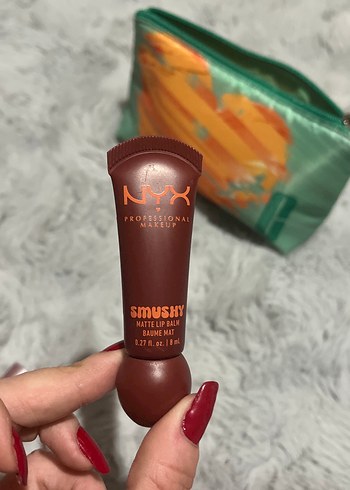 NYX
PROFESSIONAL
MAKEUP
SMUSHY
MATTE LIP BALM
BAUME MAT
0.27 fl. oz. | 8 mL